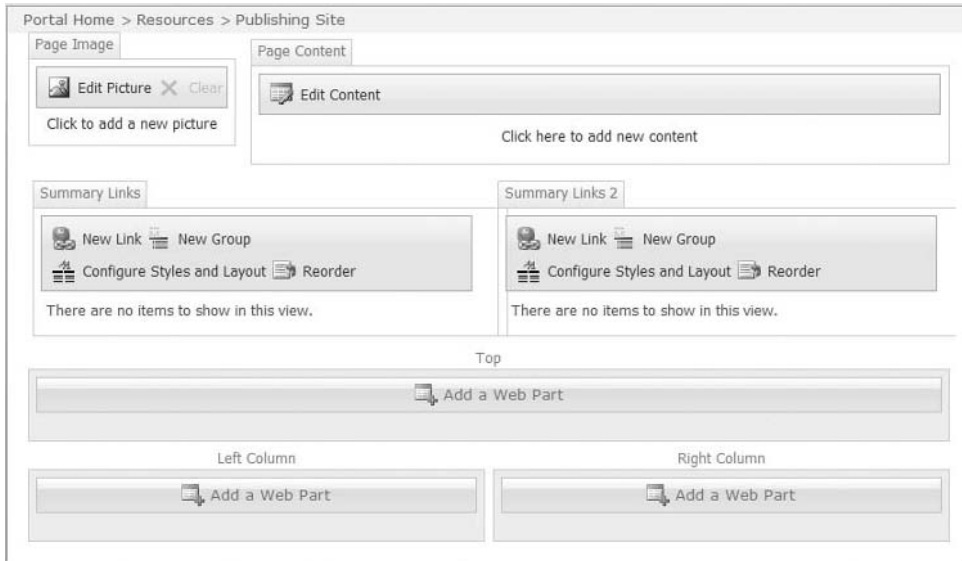 Portal Home > Resources > Publishing Site
Page Image
Edit Picture Clear
Click to add a new picture
Page Content
Edit Content
Click here to add new content
Summary Links
New Link New Group
Configure Styles and Layout Reorder
There are no items to show in this view.
Summary Links 2
New Link New Group
Configure Styles and Layout Reorder
There are no items to show in this view.
Top
Add a Web Part
Left Column
Add a Web Part
Right Column
Add a Web Part